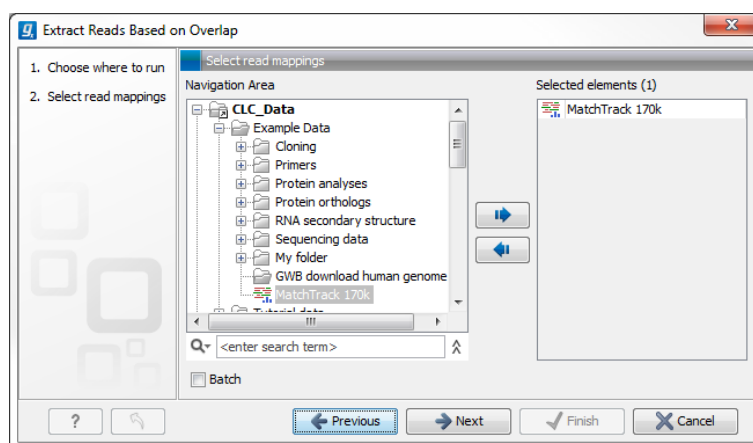 Extract Reads Based on Overlap
1. Choose where to run
2. Select read mappings
Select read mappings
Navigation Area
CLC_Data
Example Data
Cloning
Primers
Protein analyses
Protein orthologs
RNA secondary structure
Sequencing data
My folder
GWB download human genome
MatchTrack 170k
Tutorial data
<enter search term>
Batch
Selected elements (1)
MatchTrack 170k
?
Previous
Next
Finish
Cancel